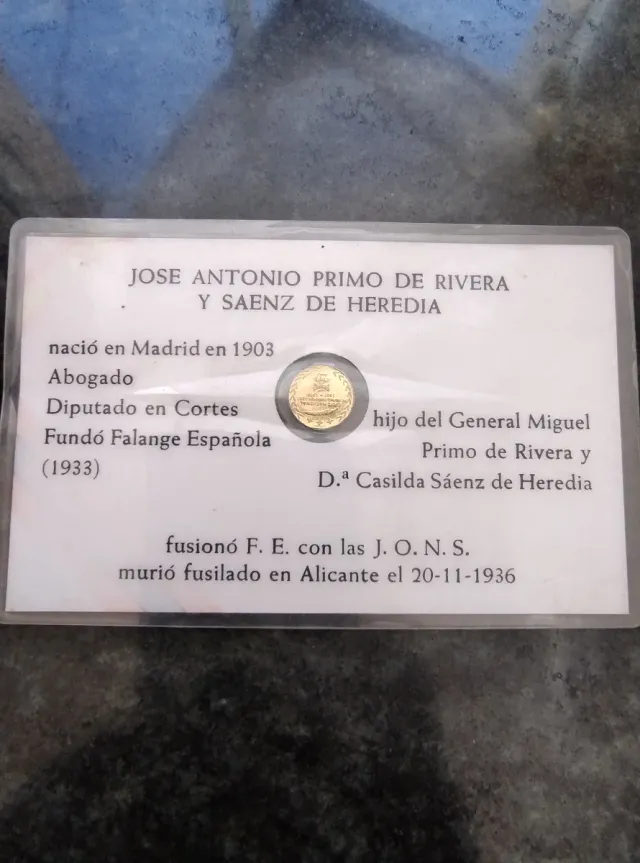 JOSE ANTONIO PRIMO DE RIVERA
Y SAENZ DE HEREDIA
nació en Madrid en 1903
Abogado
Diputado en Cortes
Fundó Falange Española
(1933)
hijo del General Miguel
Primo de Rivera y
D.ª Casilda Sáenz de Heredia
fusionó F. E. con las J. O. N. S.
murió fusilado en Alicante el 20-11-1936